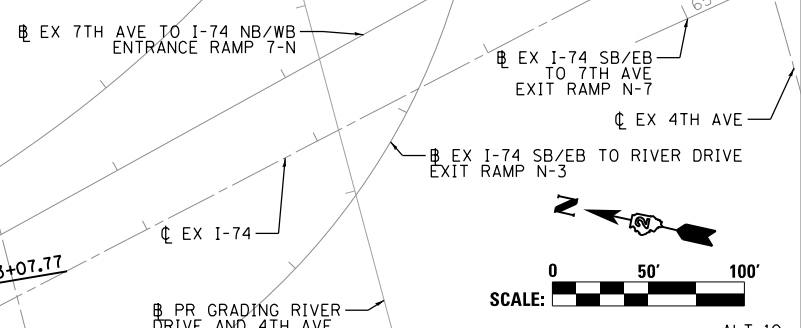 ℄ EX 7TH AVE TO I-74 NB/WB
ENTRANCE RAMP 7-N
℄ EX I-74 SB/EB
TO 7TH AVE
EXIT RAMP N-7
℄ EX 4TH AVE
℄ EX I-74 SB/EB TO RIVER DRIVE
EXIT RAMP N-3
℄ EX I-74
N
2
+07.77
0 50' 100'
SCALE:
℄ PR GRADING RIVER
DRIVE AND 4TH AVE